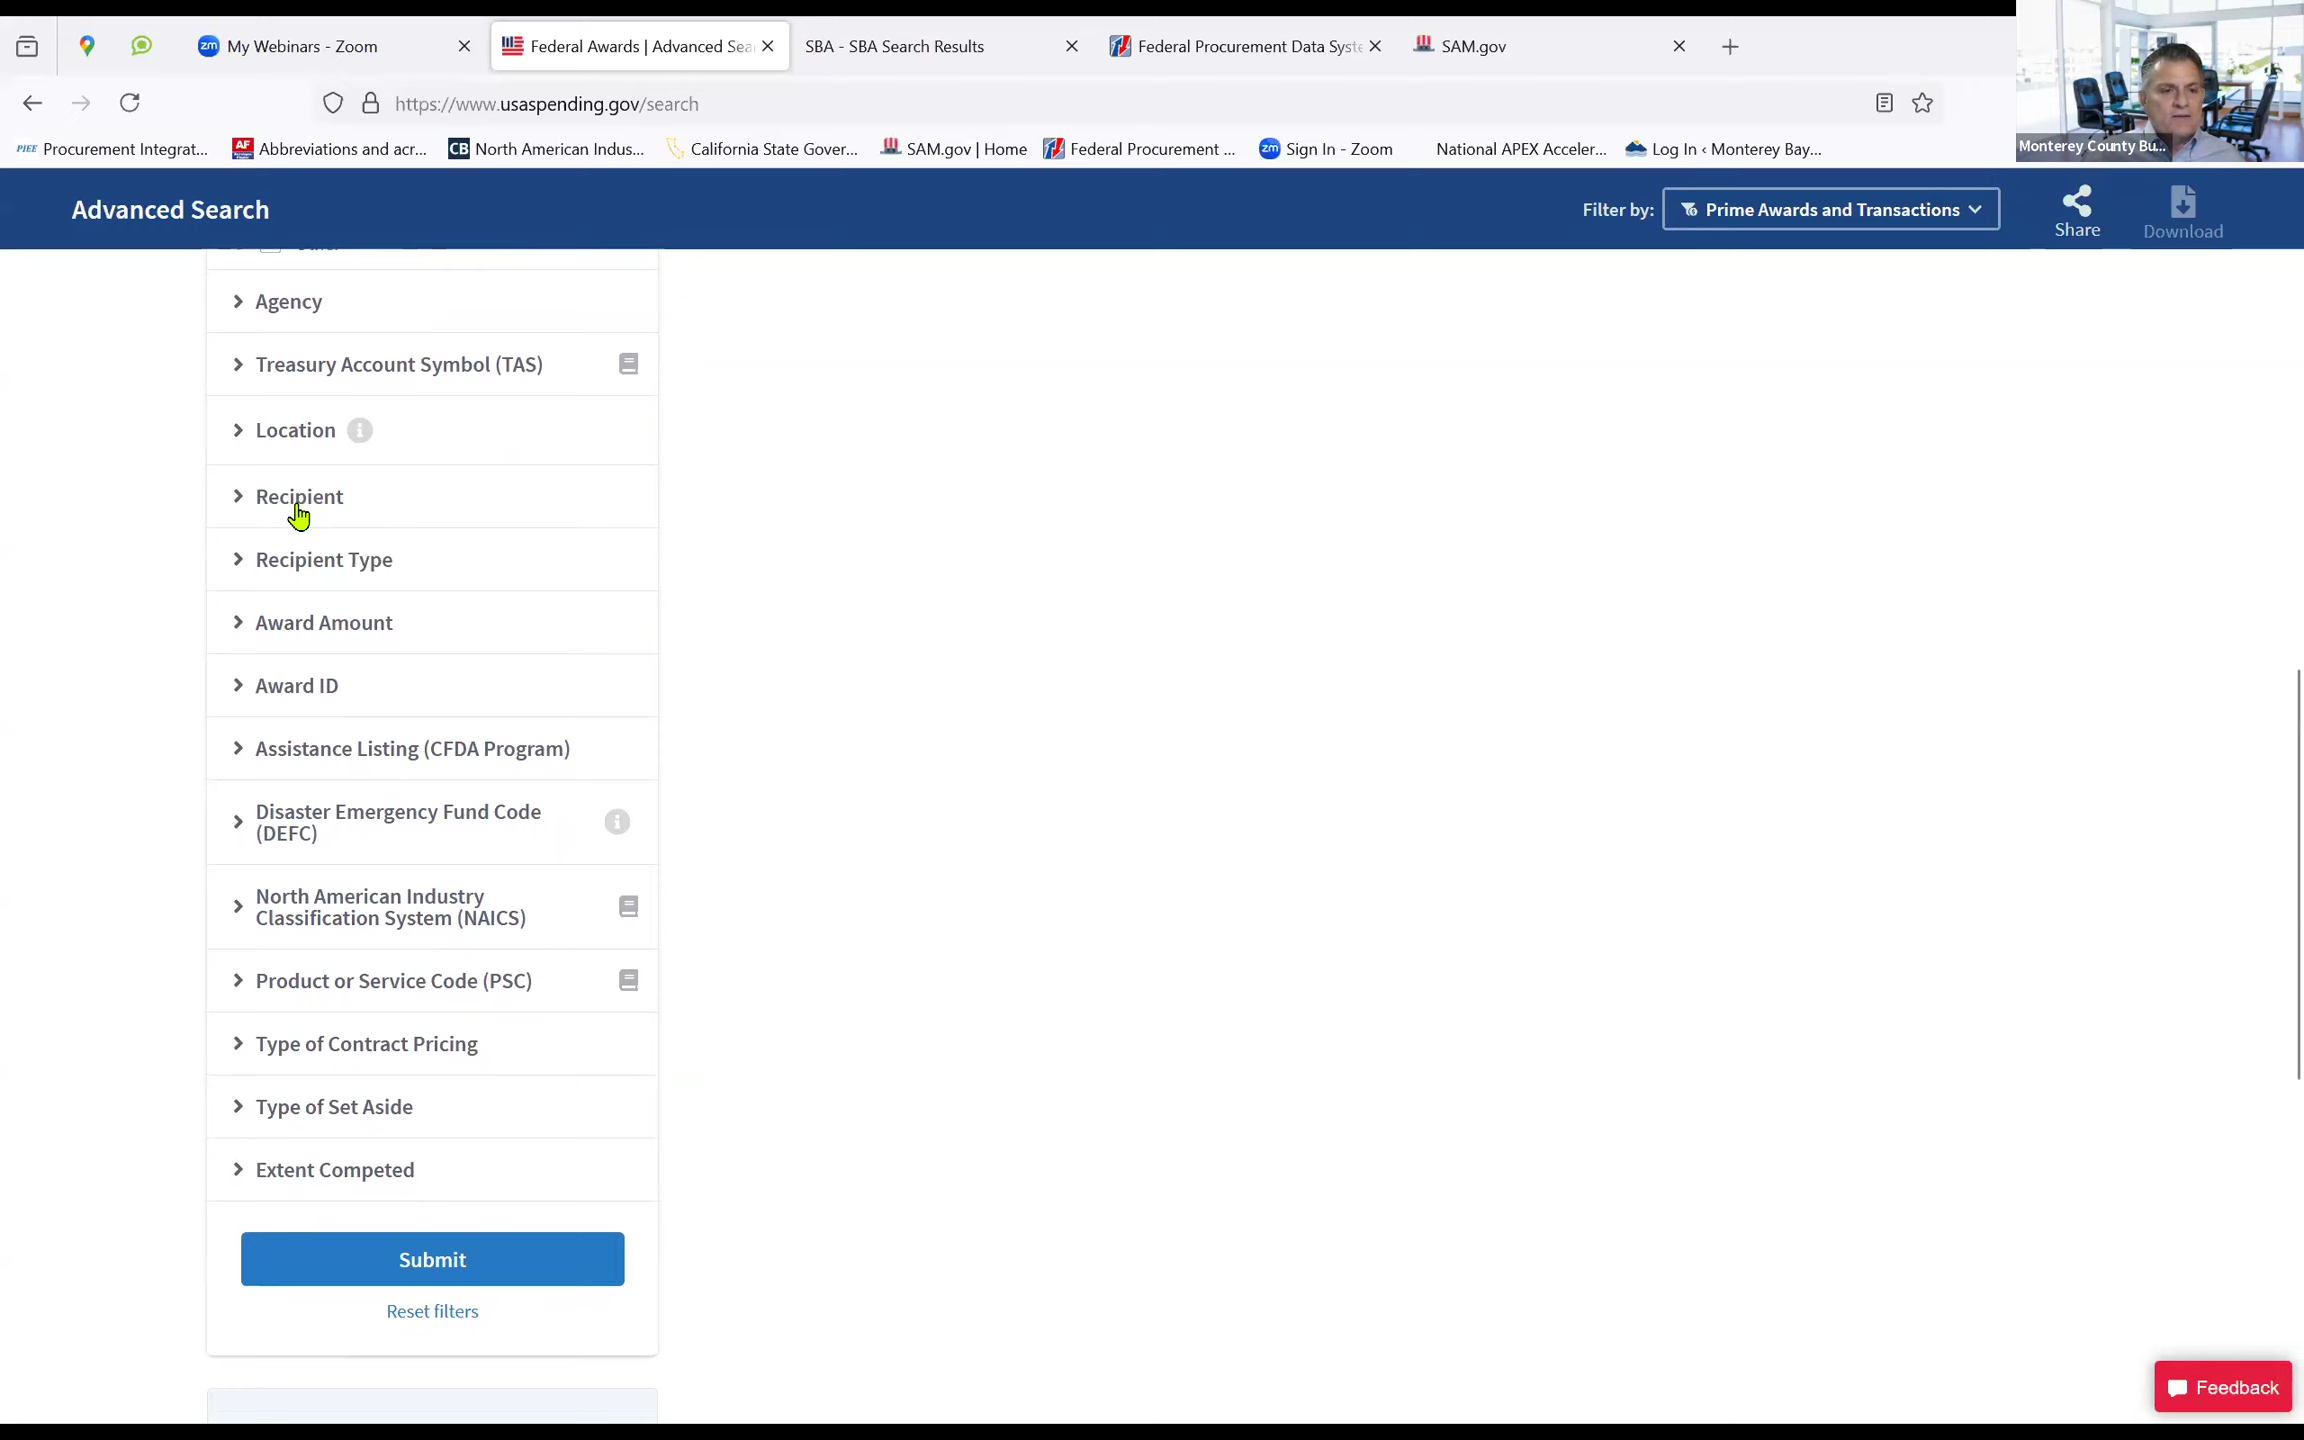 My Webinars - Zoom
Federal Awards | Advanced Sea
SBA - SBA Search Results
Federal Procurement Data Syst
SAM.gov
https://www.usaspending.gov/search
PIEE Procurement Integrat...
AF Abbreviations and acr...
CB North American Indus...
California State Gover...
SAM.gov | Home
Federal Procurement ...
zm Sign In - Zoom
National APEX Acceler...
Log In ‹ Monterey Bay...
Monterey County Bu...
Advanced Search
Filter by:
Prime Awards and Transactions
Share
Download
Agency
Treasury Account Symbol (TAS)
Location
Recipient
Recipient Type
Award Amount
Award ID
Assistance Listing (CFDA Program)
Disaster Emergency Fund Code
(DEFC)
North American Industry
Classification System (NAICS)
Product or Service Code (PSC)
Type of Contract Pricing
Type of Set Aside
Extent Competed
Submit
Reset filters
Feedback